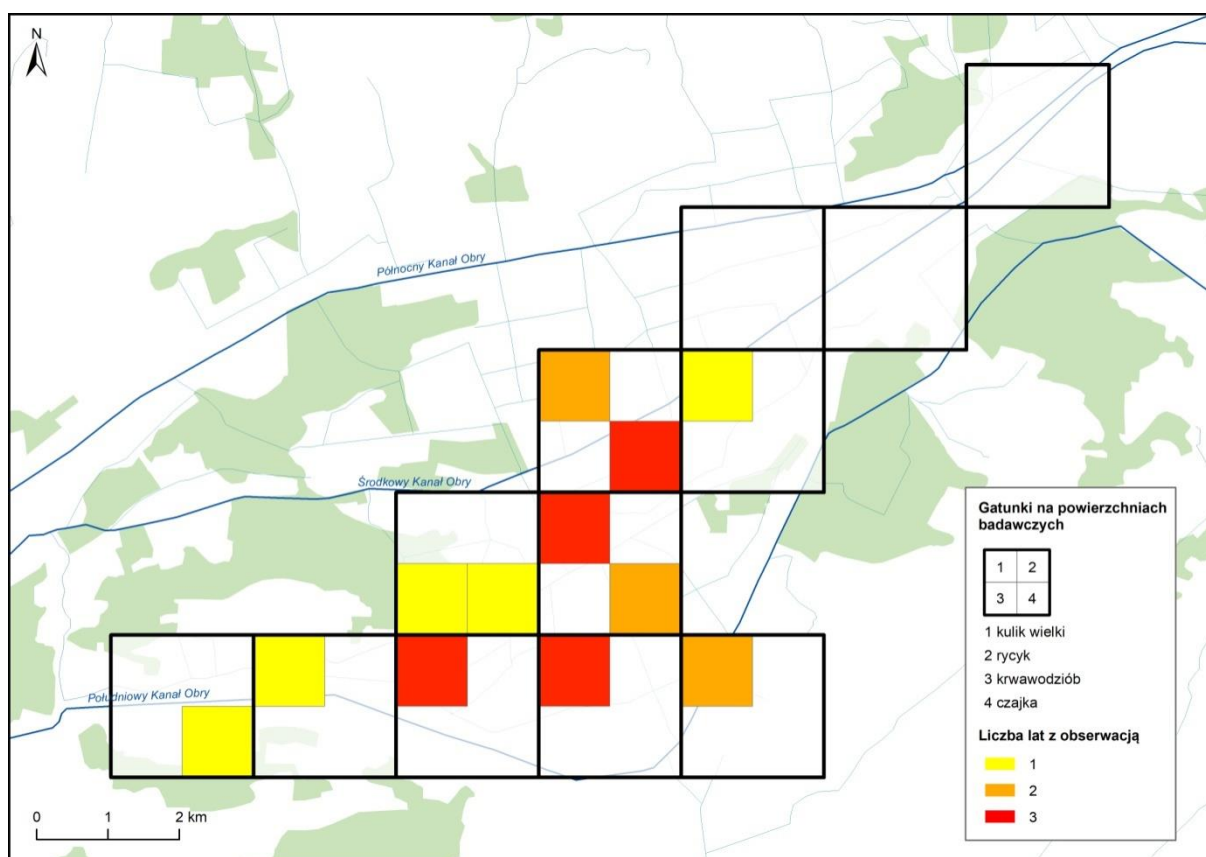 N
Północny Kanał Obry
Środkowy Kanał Obry
Południowy Kanał Obry
0 1 2 km
Gatunki na powierzchniach
badawczych
1 2
3 4
1 kulik wielki
2 rycyk
3 krwawodziób
4 czajka
Liczba lat z obserwacją
1
2
3